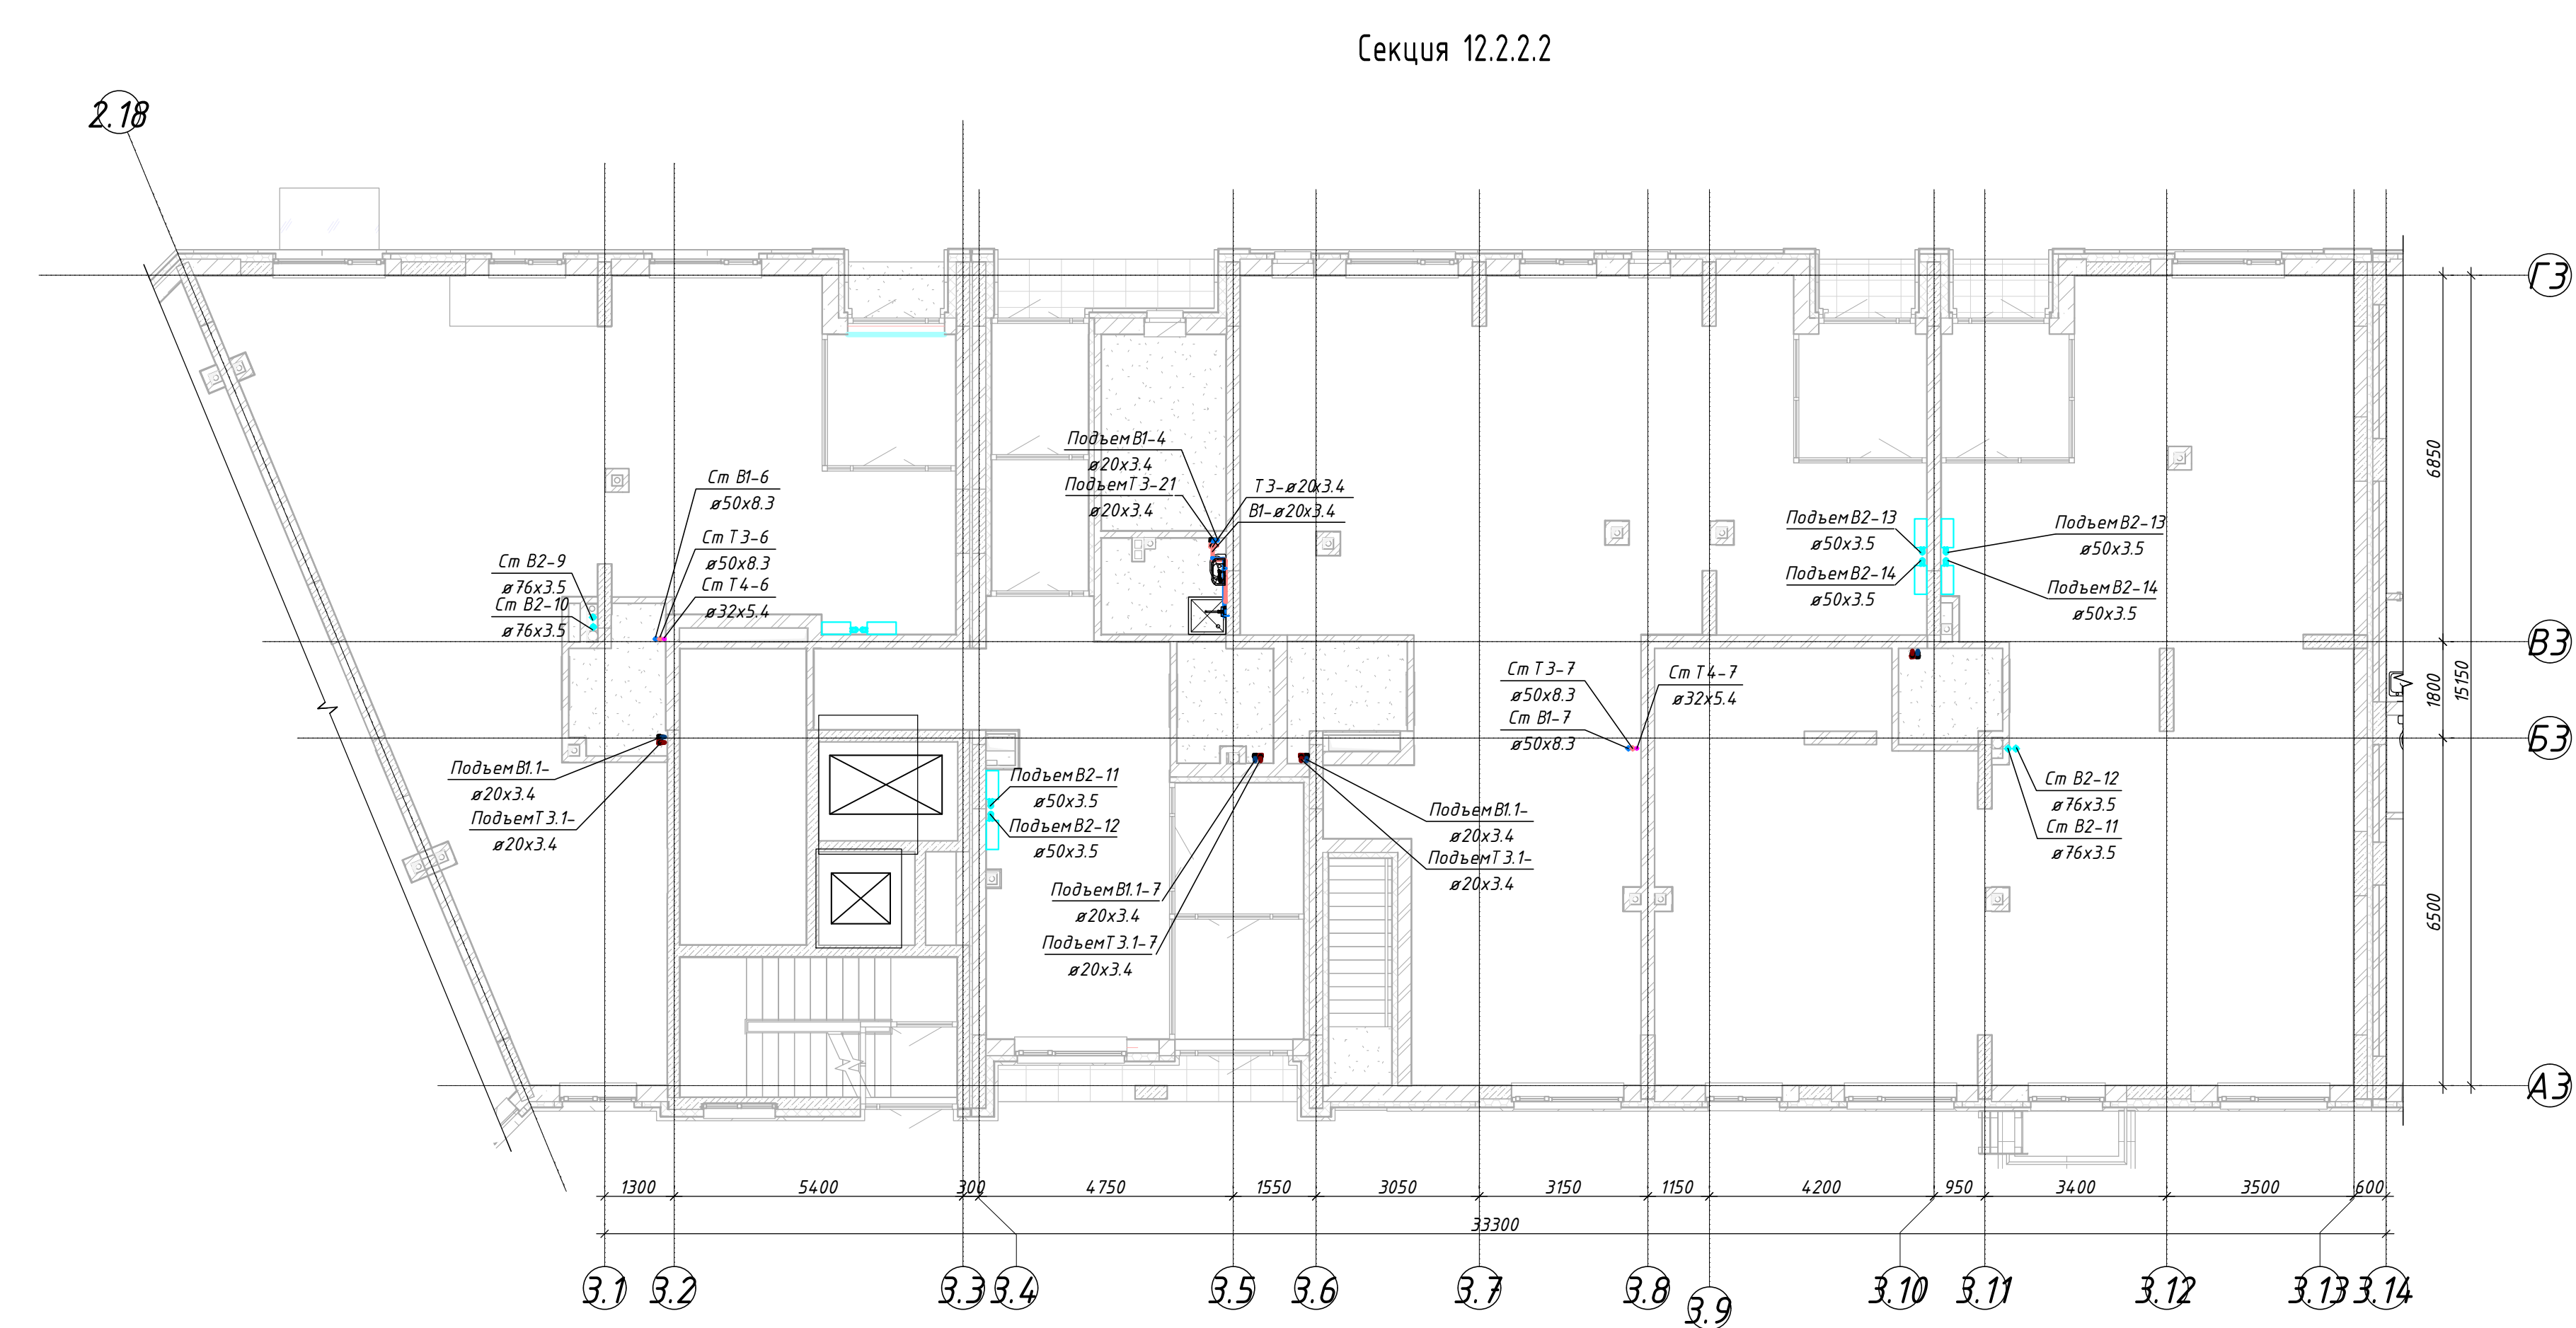 Секция 12.2.2.2
2.18
Г3
В3
Б3
А3
Подъем В1-4
ø20х3.4
Подъем Т3-21
ø20х3.4
Т3-ø20х3.4
В1-ø20х3.4
Ст В1-6
ø50х8.3
Ст Т3-6
ø50х8.3
Ст Т4-6
ø32х5.4
Ст В2-9
ø76х3.5
Ст В2-10
ø76х3.5
Подъем В2-13
ø50х3.5
Подъем В2-14
ø50х3.5
Подъем В2-13
ø50х3.5
Подъем В2-14
ø50х3.5
Ст Т3-7
ø50х8.3
Ст В1-7
ø50х8.3
Ст Т4-7
ø32х5.4
Подъем В1.1-
ø20х3.4
Подъем Т3.1-
ø20х3.4
Подъем В2-11
ø50х3.5
Подъем В2-12
ø50х3.5
Подъем В1.1-7
ø20х3.4
Подъем Т3.1-7
ø20х3.4
Подъем В1.1-
ø20х3.4
Подъем Т3.1-
ø20х3.4
Ст В2-12
ø76х3.5
Ст В2-11
ø76х3.5
6850
1800
15150
6500
1300 5400 300 4750 1550 3050 3150 1150 4200 950 3400 3500 600
33300
3.1 3.2 3.3 3.4 3.5 3.6 3.7 3.8 3.9 3.10 3.11 3.12 3.13 3.14